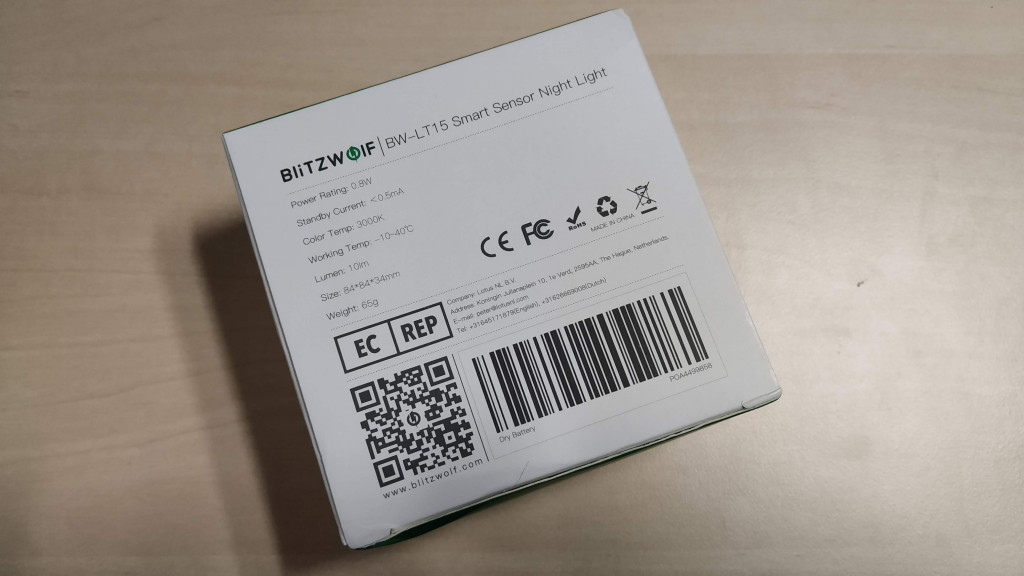 BlitzWolf | BW-LT15 Smart Sensor Night Light
Power Rating: 0.8W
Standby Current: <0.5mA
Color Temp: 3000K
Working Temp: -10~40℃
Lumen: 10lm
Size: 84*84*34mm
Weight: 65g
CE FC RoHS
MADE IN CHINA
EC REP
Company: Lotus NL B.V.
Address: Koningin Julianaplein 10, 1e Verd, 2595AA, The Hague, Netherlands.
E-mail: peter@lotusnl.com
Tel: +31645171879(English), +31626669008(Dutch)
www.blitzwolf.com
Dry Battery
POA4499B58